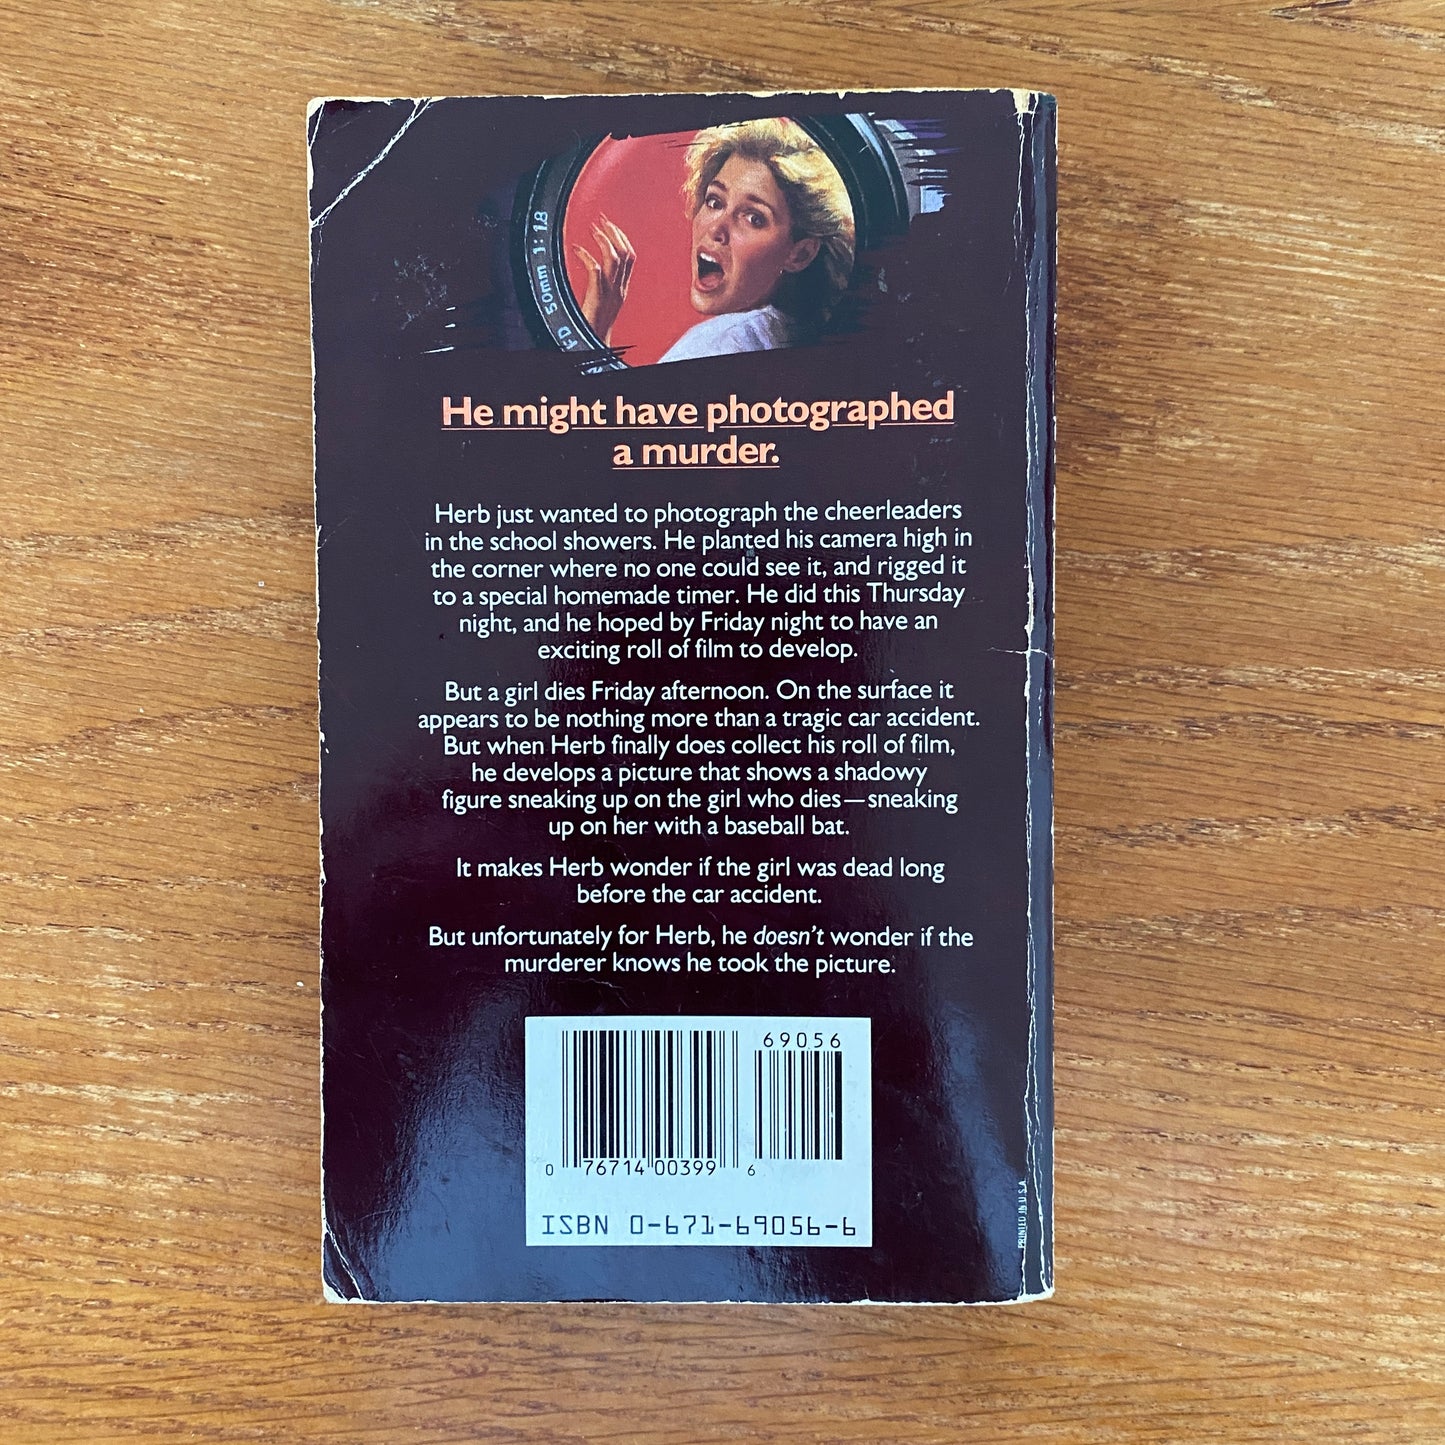 FD 50mm 1:1.8
He might have photographed
a murder.
Herb just wanted to photograph the cheerleaders
in the school showers. He planted his camera high in
the corner where no one could see it, and rigged it
to a special homemade timer. He did this Thursday
night, and he hoped by Friday night to have an
exciting roll of film to develop.
But a girl dies Friday afternoon. On the surface it
appears to be nothing more than a tragic car accident.
But when Herb finally does collect his roll of film,
he develops a picture that shows a shadowy
figure sneaking up on the girl who dies—sneaking
up on her with a baseball bat.
It makes Herb wonder if the girl was dead long
before the car accident.
But unfortunately for Herb, he doesn't wonder if the
murderer knows he took the picture.
69056
0 76714 00399 6
ISBN 0-671-69056-6
PRINTED IN U.S.A.